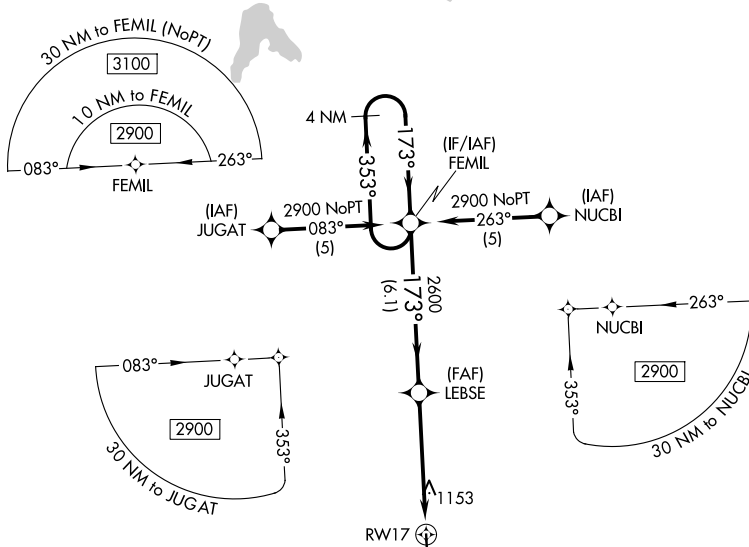 30 NM to FEMIL (NoPT)
3100
10 NM to FEMIL
2900
083°
263°
FEMIL
4 NM
353°
173°
(IF/IAF)
FEMIL
(IAF)
JUGAT
2900 NoPT
083°
(5)
2900 NoPT
263°
(5)
(IAF)
NUCBI
2600
173°
(6.1)
(FAF)
LEBSE
083°
JUGAT
2900
353°
30 NM to JUGAT
263°
NUCBI
2900
353°
30 NM to NUCBI
1153
RW17